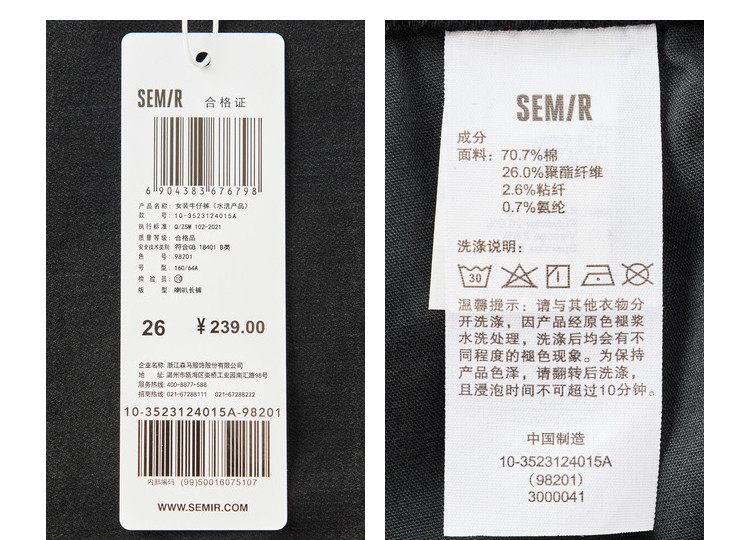 SEMIR 合格证
6 904383 676798
产品名称: 女装牛仔裤(水洗产品)
款 号: 10-3523124015A
执行标准: Q/ZSM 102-2021
质量等级: 合格品
安全技术类别: 符合GB 18401 B类
色 号: 98201
号 型: 160/64A
检 验 员: 30
版 型: 喇叭长裤
26 ¥239.00
企业名称: 浙江森马服饰股份有限公司
地 址: 温州市瓯海区娄桥工业园南汇路98号
服务热线: 400-8877-588
招商热线: 021-67288111 021-67288222
10-3523124015A-98201
内部编码 (99)50016075107
WWW.SEMIR.COM
SEMIR
成分
面料: 70.7%棉
26.0%聚酯纤维
2.6%粘纤
0.7%氨纶
洗涤说明:
30
温馨提示: 请与其他衣物分
开洗涤, 因产品经原色褪浆
水洗处理, 洗涤后均会有不
同程度的褪色现象。为保持
产品色泽, 请翻转后洗涤,
且浸泡时间不可超过10分钟。
中国制造
10-3523124015A
(98201)
3000041